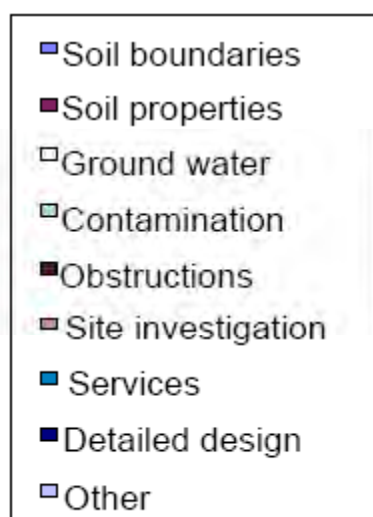 Soil boundaries
Soil properties
Ground water
Contamination
Obstructions
Site investigation
Services
Detailed design
Other